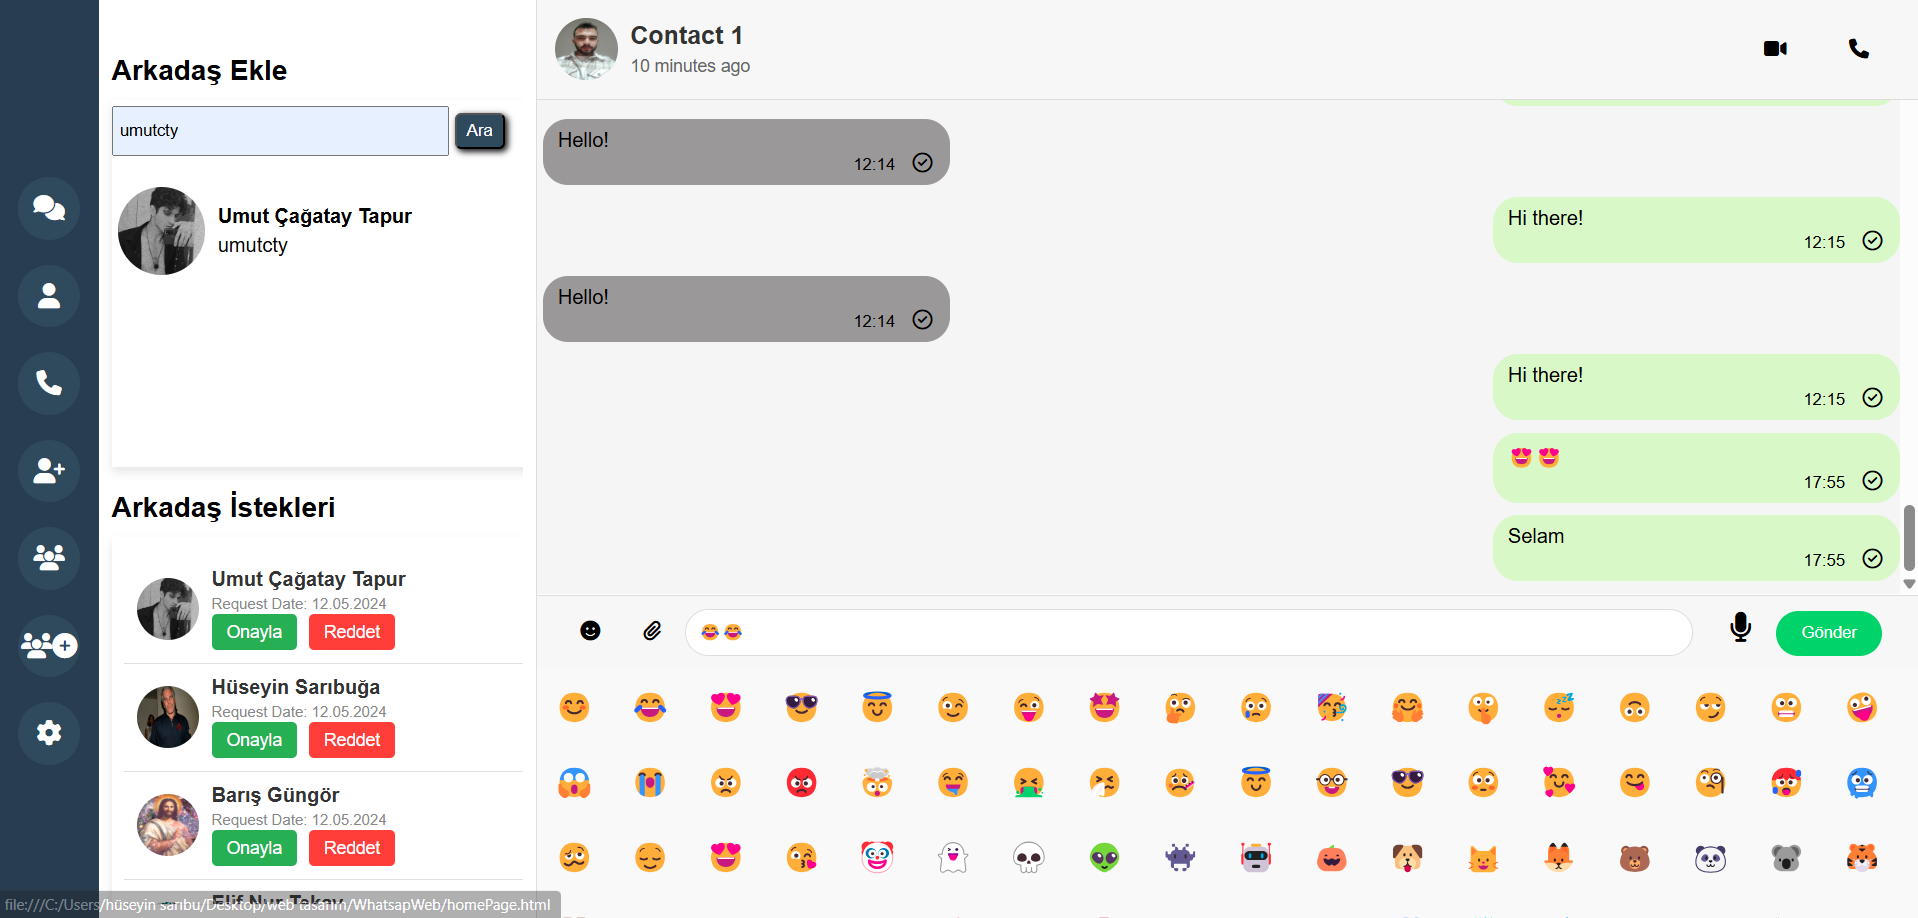 Arkadaş Ekle
umutcty
Ara
Umut Çağatay Tapur
umutcty
Arkadaş İstekleri
Umut Çağatay Tapur
Request Date: 12.05.2024
Onayla
Reddet
Hüseyin Sarıbuğa
Request Date: 12.05.2024
Onayla
Reddet
Barış Güngör
Request Date: 12.05.2024
Onayla
Reddet
Elif Nur
file:///C:/Users/hüseyin sarıbu/Desktop/web tasarım/WhatsapWeb/homePage.html
Contact 1
10 minutes ago
Hello!
12:14
Hi there!
12:15
Hello!
12:14
Hi there!
12:15
😍 😍
17:55
Selam
17:55
😂 😂
Gönder